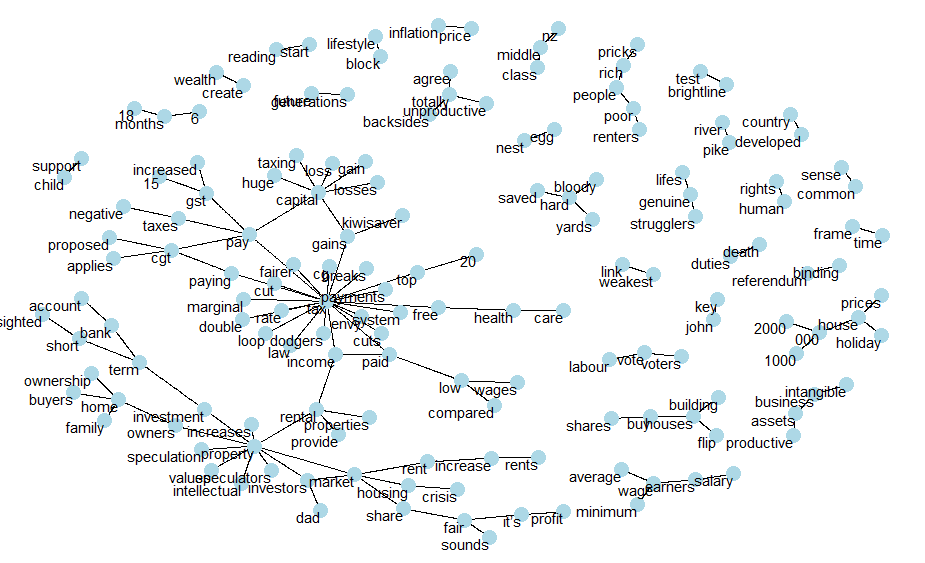 inflation
price
nz
reading
start
lifestyle
block
middle
class
pricks
rich
wealth
create
agree
people
test
brightline
future
generations
totally
unproductive
backsides
poor
renters
18
months
6
river
pike
country
developed
nest
egg
support
child
increased
15
gst
taxing
loss
gain
huge
losses
capital
saved
bloody
hard
yards
lifes
genuine
strugglers
rights
human
sense
common
negative
taxes
kiwisaver
proposed
applies
cgt
pay
gains
death
duties
frame
time
paying
fairer
cut
breaks
top
20
link
weakest
referendum
binding
payments
account
marginal
double
rate
tax
envy
system
free
health
care
key
john
prices
2000
000
house
1000
holiday
sighted
short
bank
loop
dodgers
law
cuts
income
paid
labour
vote
voters
term
ownership
buyers
home
family
low
wages
compared
intangible
business
assets
productive
investment
owners
increases
rental
properties
provide
building
shares
buy
houses
flip
speculation
property
values
speculators
intellectual
investors
market
rent
increase
rents
housing
crisis
average
wage
earners
salary
minimum
dad
share
fair
it's
profit
sounds